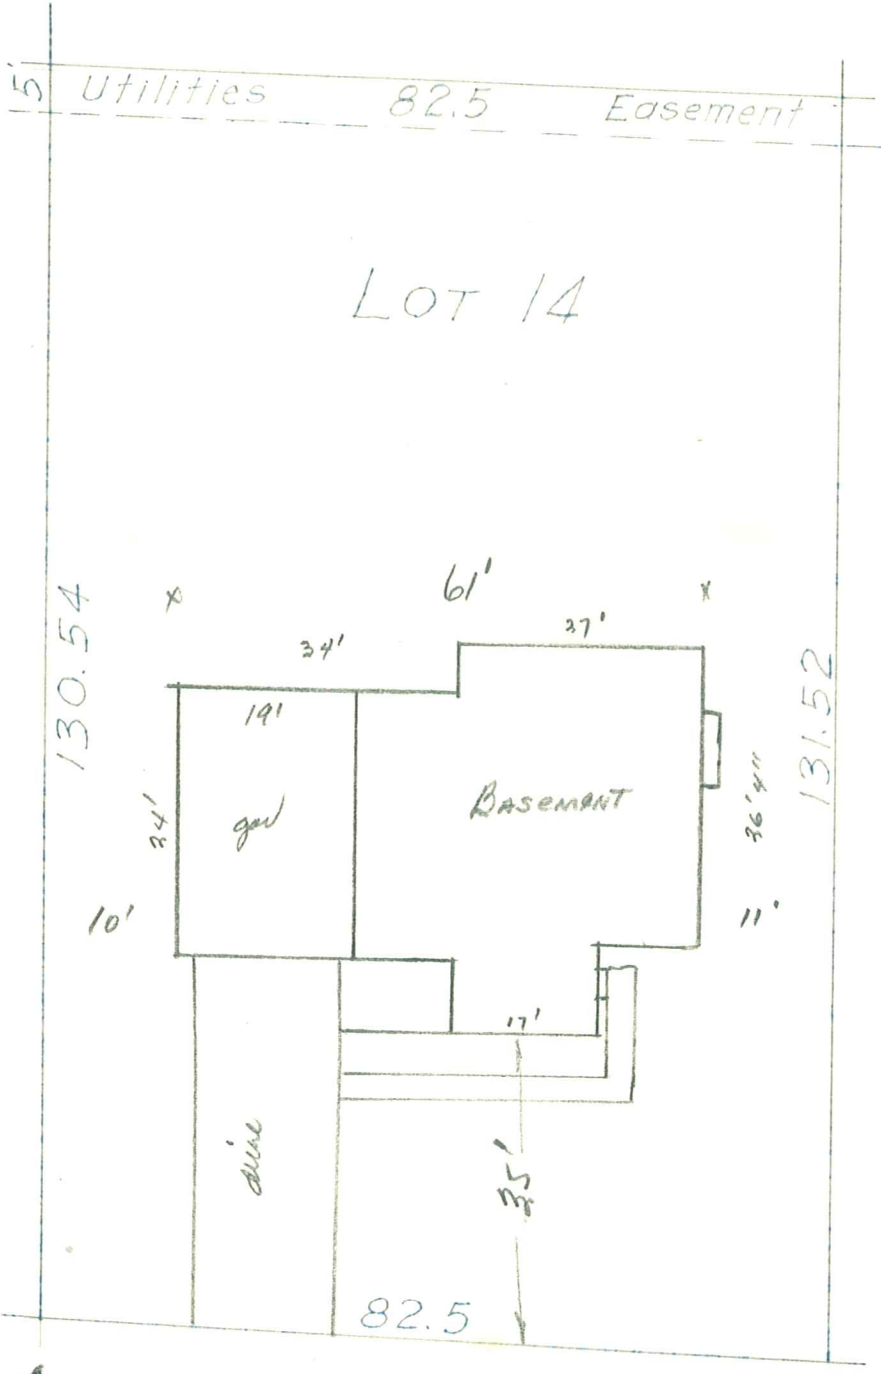 5' Utilities 82.5 Easement
LOT 14
61'
x x
27'
34'
130.54
131.52
19'
24'
gar
BASEMENT
36'4"
10'
11'
17'
35'
drive
82.5